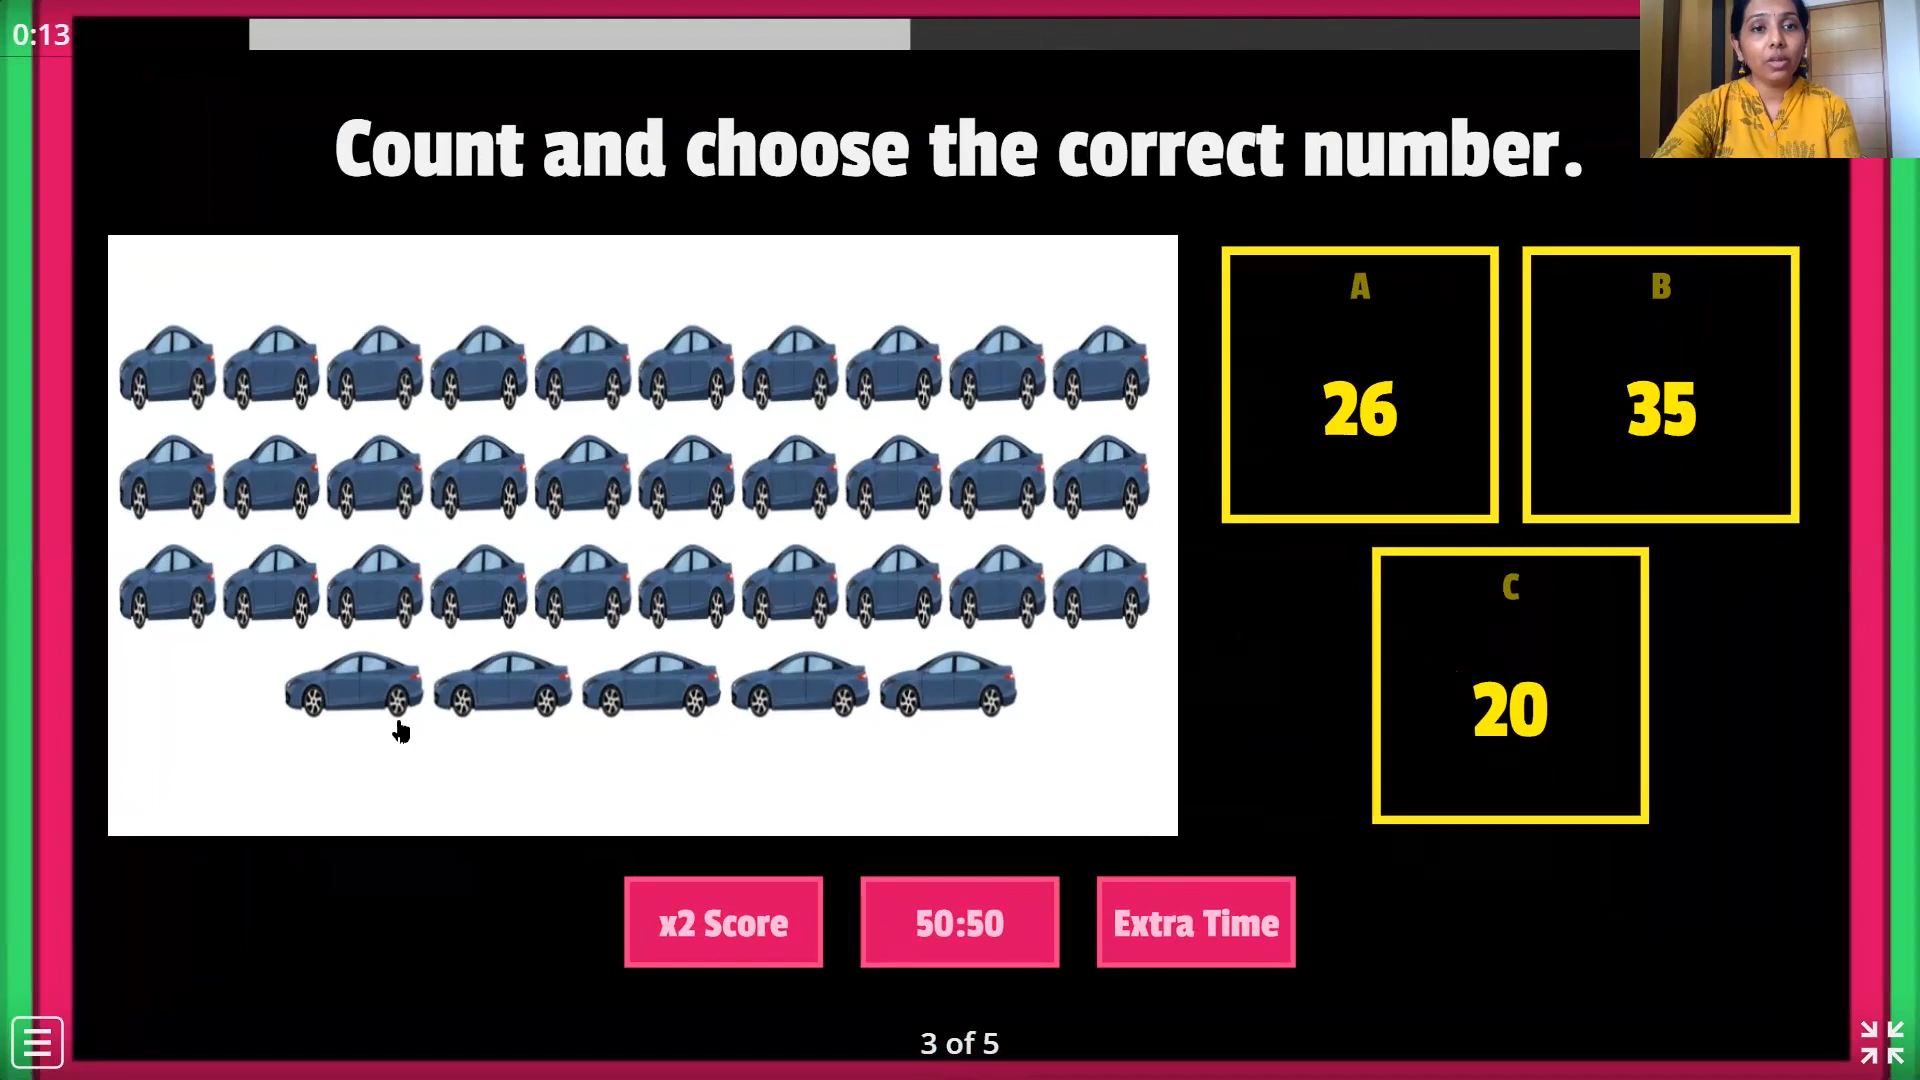 0:13
Count and choose the correct number.
A
26
B
35
C
20
x2 Score
50:50
Extra Time
3 of 5